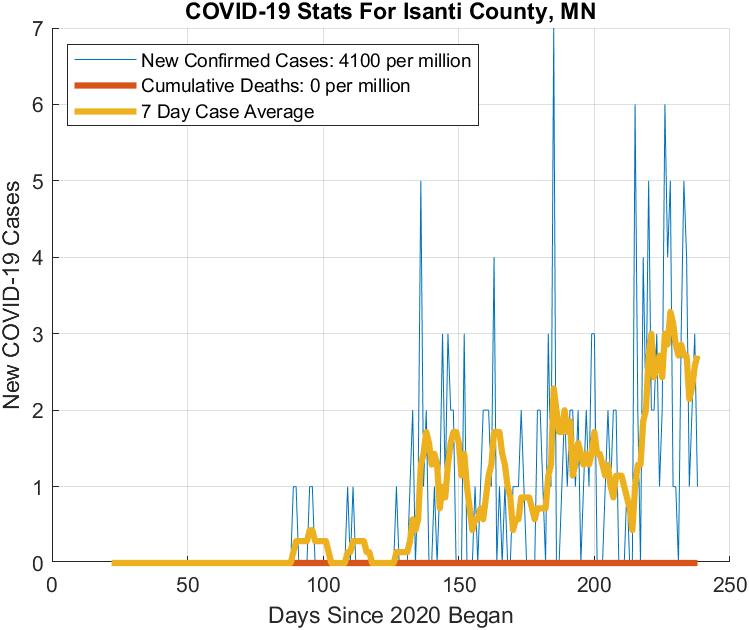 COVID-19 Stats For Isanti County, MN
New Confirmed Cases: 4100 per million
Cumulative Deaths: 0 per million
7 Day Case Average
New COVID-19 Cases
7
6
5
4
3
2
1
0
0 50 100 150 200 250
Days Since 2020 Began